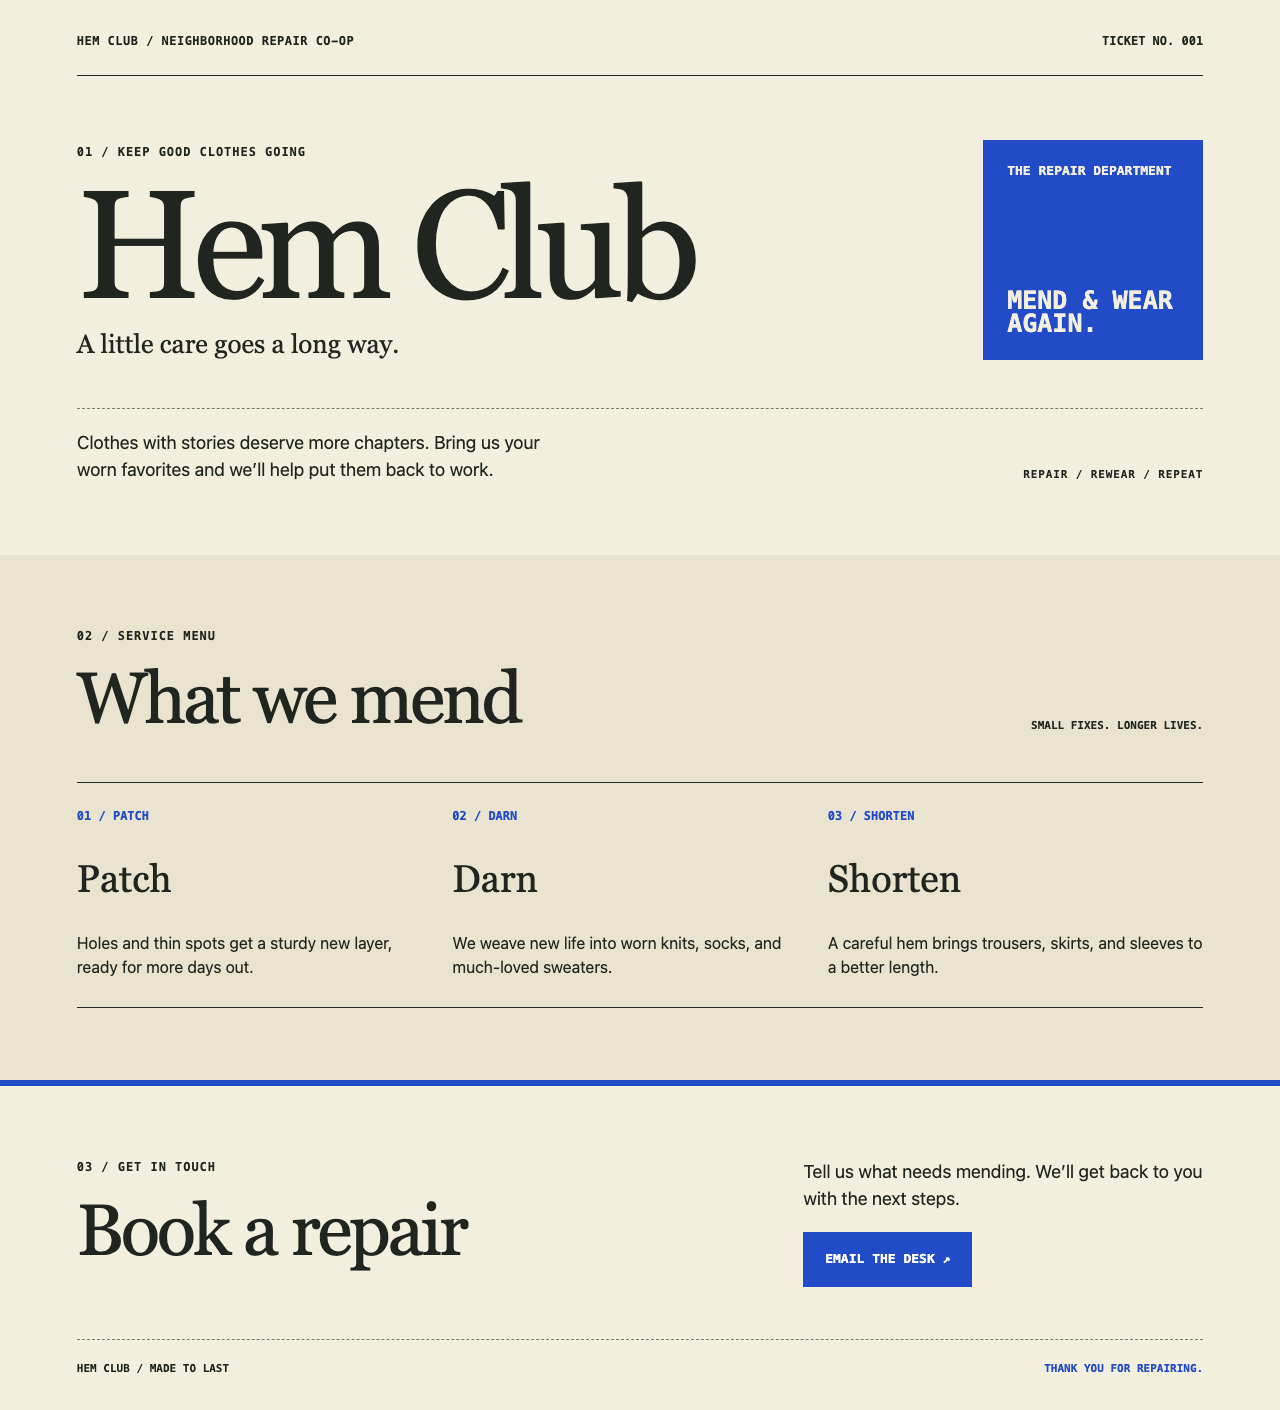 HEM CLUB / NEIGHBORHOOD REPAIR CO–OP
TICKET NO. 001
01 / KEEP GOOD CLOTHES GOING
Hem Club
A little care goes a long way.
THE REPAIR DEPARTMENT
MEND & WEAR
AGAIN.
Clothes with stories deserve more chapters. Bring us your
worn favorites and we’ll help put them back to work.
REPAIR / REWEAR / REPEAT
02 / SERVICE MENU
What we mend
SMALL FIXES. LONGER LIVES.
01 / PATCH
Patch
Holes and thin spots get a sturdy new layer,
ready for more days out.
02 / DARN
Darn
We weave new life into worn knits, socks, and
much-loved sweaters.
03 / SHORTEN
Shorten
A careful hem brings trousers, skirts, and sleeves to
a better length.
03 / GET IN TOUCH
Book a repair
Tell us what needs mending. We’ll get back to you
with the next steps.
EMAIL THE DESK ↗
HEM CLUB / MADE TO LAST
THANK YOU FOR REPAIRING.